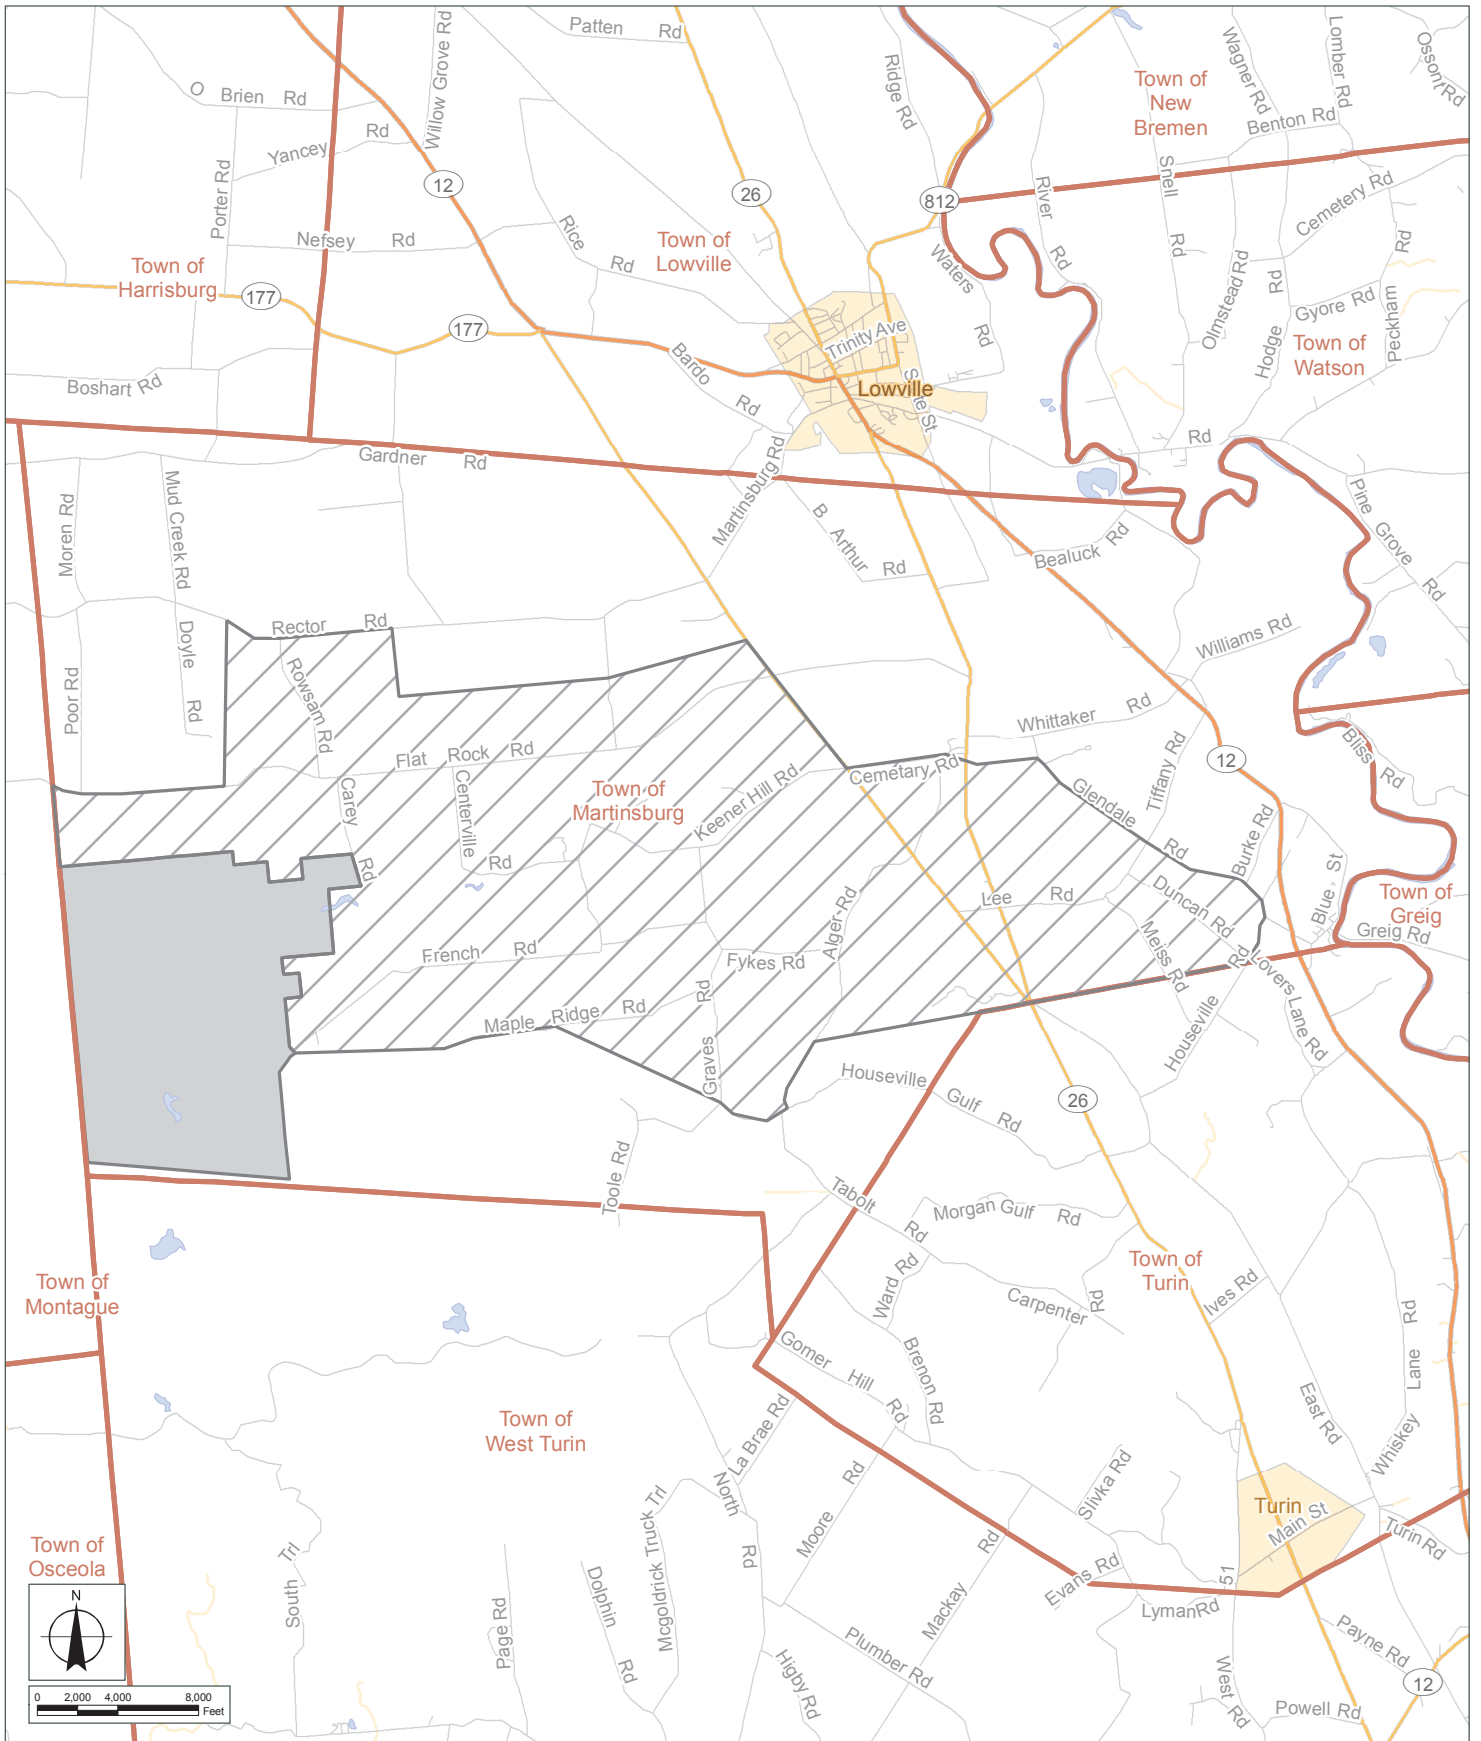 Patten Rd
Willow Grove Rd
Ridge Rd
Wagner Rd
Lomber Rd
Ossont Rd
Town of
New
Bremen
O Brien Rd
Benton Rd
Yancey Rd
Porter Rd
12
26
812
River Rd
Snell Rd
Cemetery Rd
Nefsey Rd
Rice Rd
Town of
Lowville
Waters Rd
Olmstead Rd
Hodge Rd
Rd
Town of
Harrisburg
177
177
Gyore Rd
Peckham
Trinity Ave
Town of
Watson
Boshart Rd
Bardo Rd
Lowville
Gardner Rd
Martinsburg Rd
Rd
Pine Grove Rd
Moren Rd
Mud Creek Rd
B Arthur Rd
Bealuck Rd
Rector Rd
Doyle Rd
Williams Rd
Poor Rd
Rowsam Rd
Whittaker Rd
Flat Rock Rd
Cemetary Rd
Tiffany Rd
12
Bliss Rd
Town of
Martinsburg
Keener Hill Rd
Glendale Rd
Carey Rd
Centerville Rd
Burke Rd
Lee Rd
Duncan Rd
Blue St
Town of
Greig
Greig Rd
Alger Rd
French Rd
Fykes Rd
Meiss Rd
Lovers Lane Rd
Maple Ridge Rd
Graves Rd
Houseville Rd
Houseville Gulf Rd
26
Toole Rd
Tabolt Rd
Morgan Gulf Rd
Town of
Turin
Town of
Montague
Ward Rd
Carpenter Rd
Ives Rd
Gomer Hill Rd
Brenon Rd
Whiskey Lane Rd
East Rd
Town of
West Turin
La Brae Rd
North Rd
Mcgoldrick Truck Trl
Moore Rd
Slivka Rd
Turin
Main St
Turin Rd
Town of
Osceola
South Trl
Page Rd
Dolphin Rd
Mackay Rd
Evans Rd
51
Lyman Rd
Plumber Rd
Higby Rd
Payne Rd
West Rd
Powell Rd
12
N
0 2,000 4,000 8,000
Feet